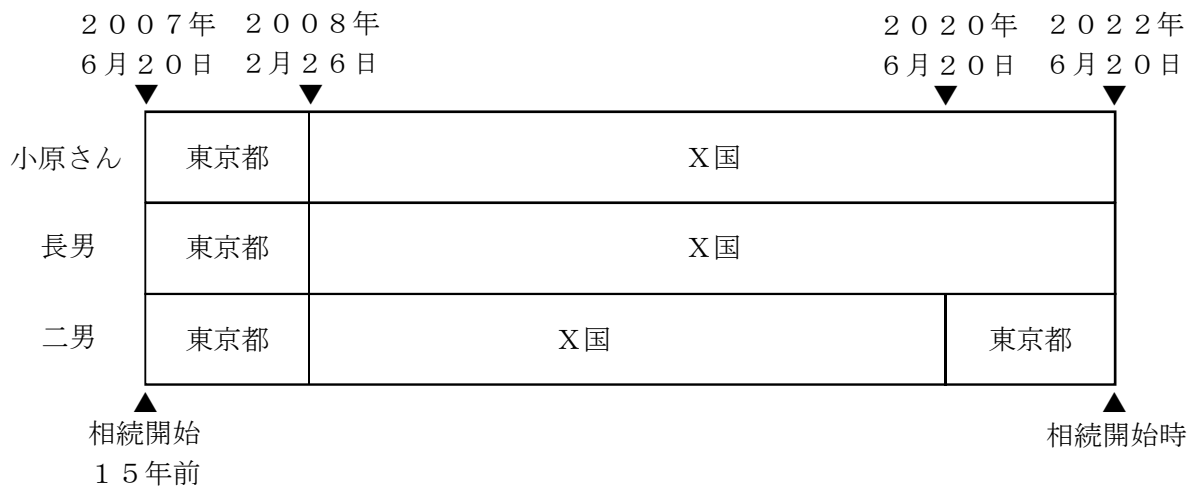 ２００７年 ２００８年 ２０２０年 ２０２２年
６月２０日 ２月２６日 ６月２０日 ６月２０日
小原さん 東京都 Ｘ国
長男 東京都 Ｘ国
二男 東京都 Ｘ国 東京都
相続開始 相続開始時
１５年前